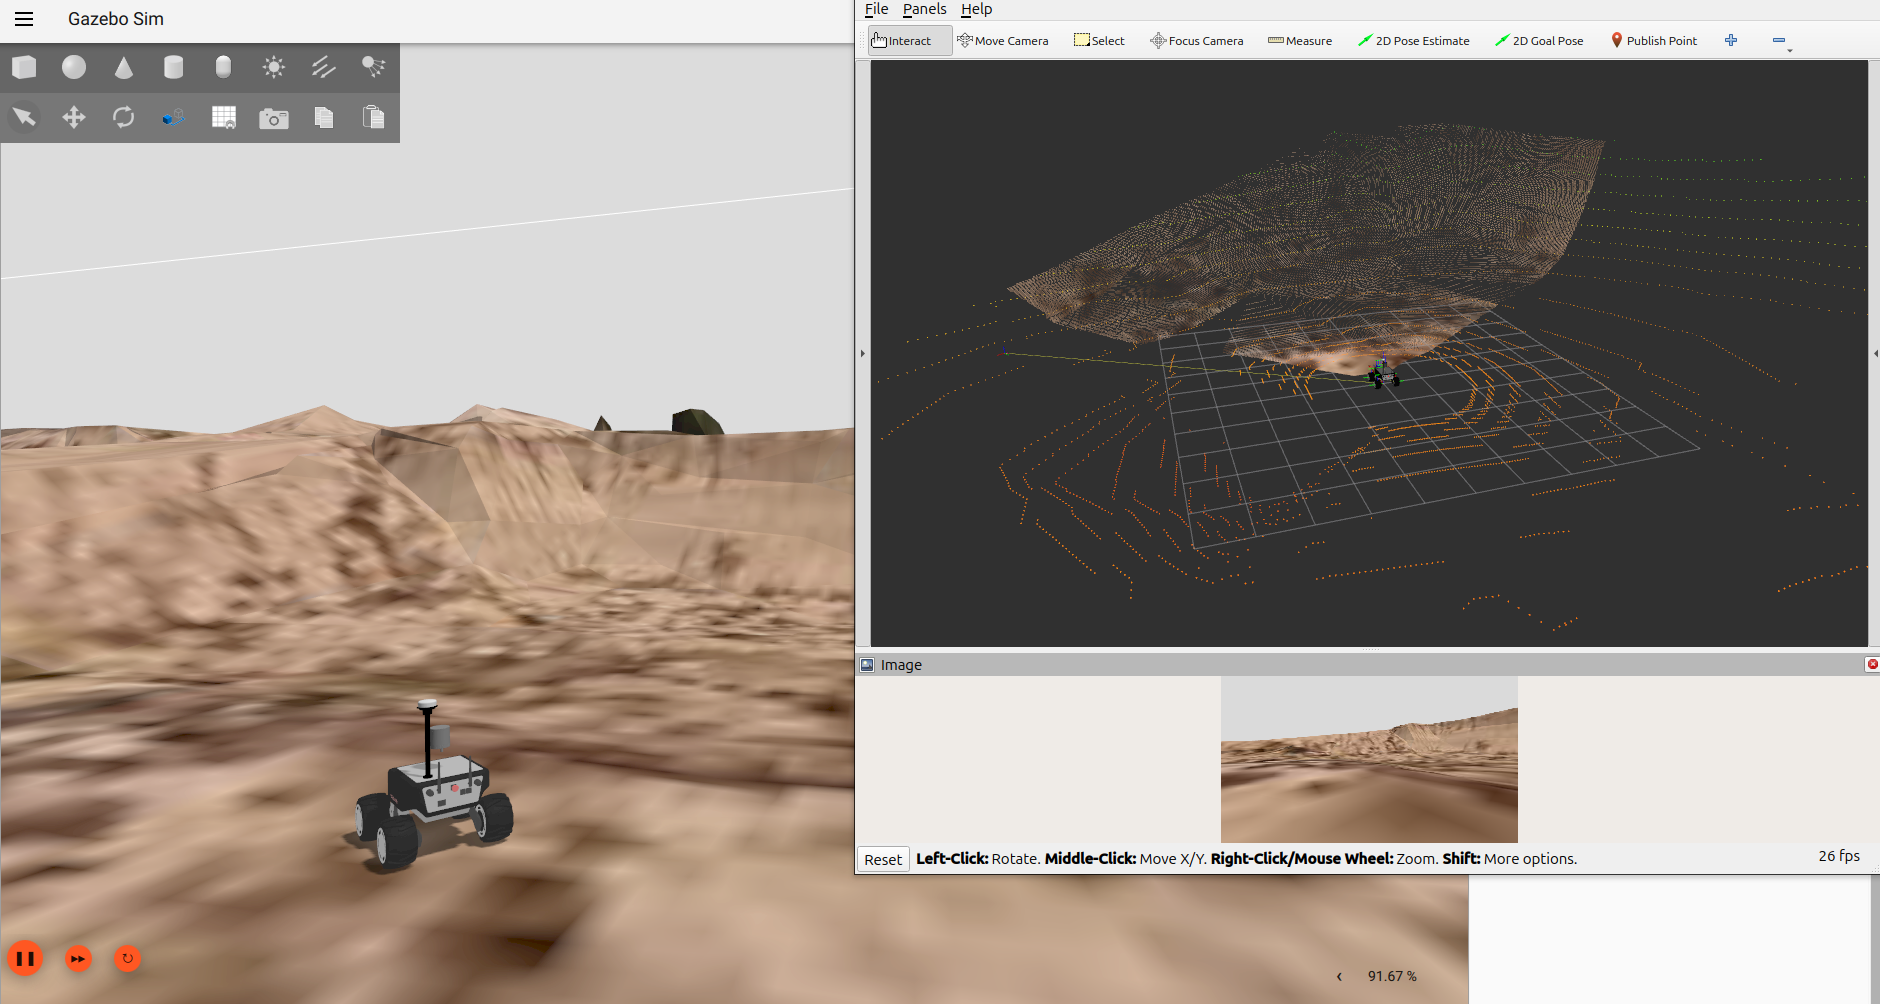 Gazebo Sim
File Panels Help
Interact Move Camera Select Focus Camera Measure 2D Pose Estimate 2D Goal Pose Publish Point
Image
Reset Left-Click: Rotate. Middle-Click: Move X/Y. Right-Click/Mouse Wheel: Zoom. Shift: More options. 26 fps
91.67 %